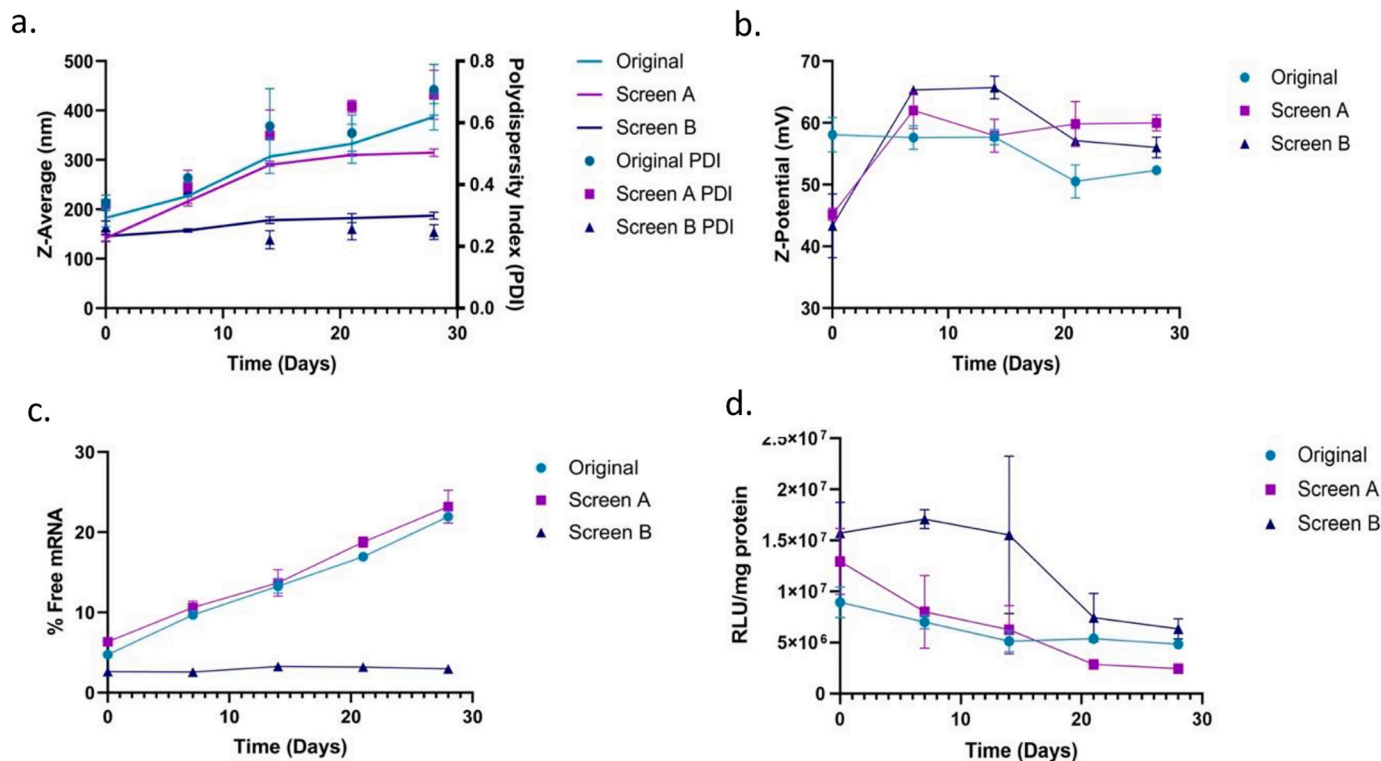 a.
500
400
300
200
100
0
Z-Average (nm)
0.8
0.6
0.4
0.2
0.0
Polydispersity Index (PDI)
0
10
20
30
Time (Days)
Original
Screen A
Screen B
Original PDI
Screen A PDI
Screen B PDI
b.
70
60
50
40
30
Z-Potential (mV)
0
10
20
30
Time (Days)
Original
Screen A
Screen B
c.
30
20
10
0
% Free mRNA
0
10
20
30
Time (Days)
Original
Screen A
Screen B
d.
2.5×10⁷
2×10⁷
1.5×10⁷
1×10⁷
5×10⁶
0
RLU/mg protein
0
10
20
30
Time (Days)
Original
Screen A
Screen B